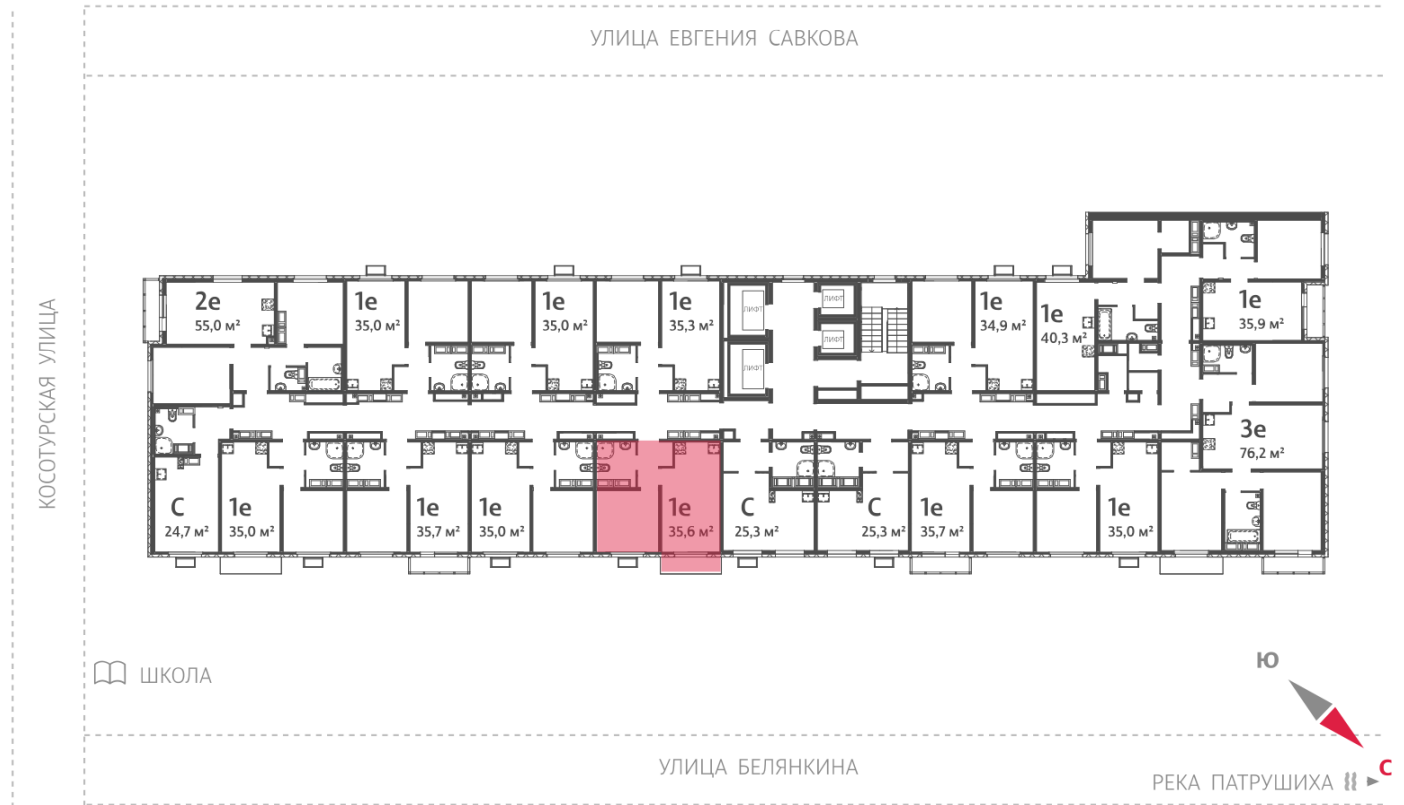 УЛИЦА ЕВГЕНИЯ САВКОВА
КОСОТУРСКАЯ УЛИЦА
2е
55,0 м²
1е
35,0 м²
1е
35,0 м²
1е
35,3 м²
ЛИФТ
ЛИФТ
ЛИФТ
ЛИФТ
1е
34,9 м²
1е
40,3 м²
1е
35,9 м²
3е
76,2 м²
С
24,7 м²
1е
35,0 м²
1е
35,7 м²
1е
35,0 м²
1е
35,6 м²
С
25,3 м²
С
25,3 м²
1е
35,7 м²
1е
35,0 м²
ШКОЛА
Ю
С
УЛИЦА БЕЛЯНКИНА
РЕКА ПАТРУШИХА